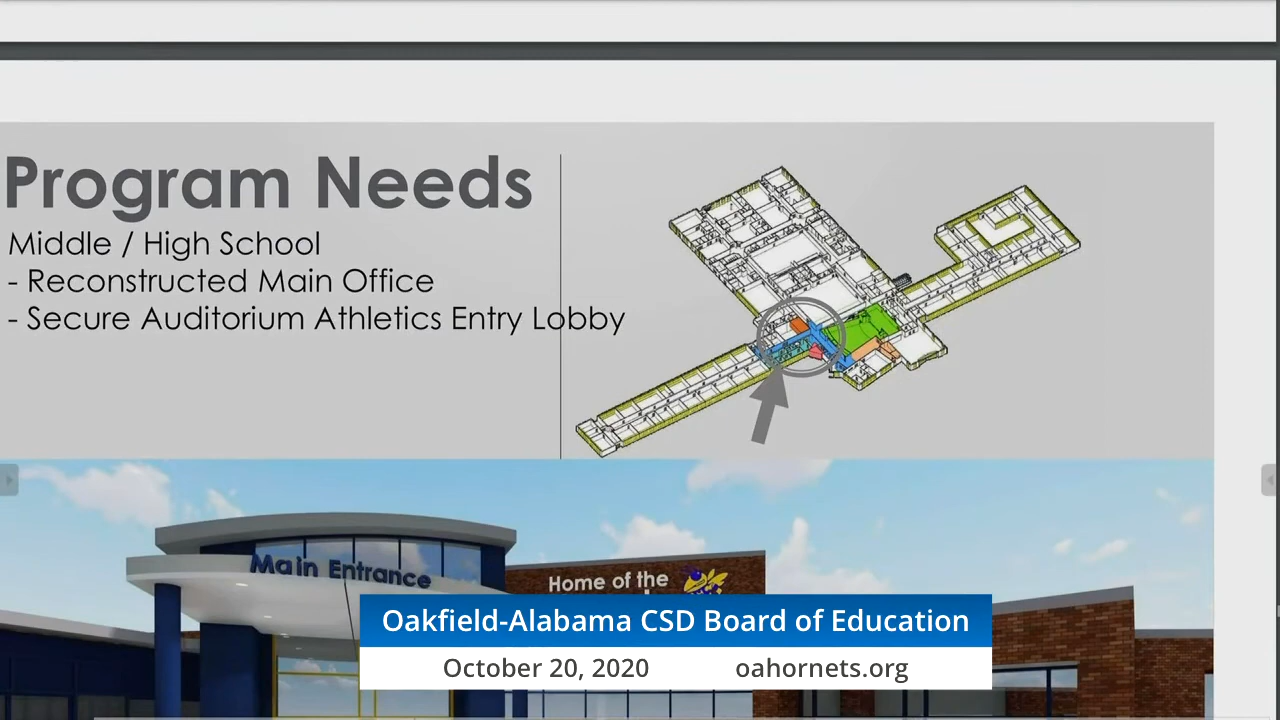 Program Needs
Middle / High School
- Reconstructed Main Office
- Secure Auditorium Athletics Entry Lobby
Main Entrance
Home of the
Oakfield-Alabama CSD Board of Education
October 20, 2020 oahornets.org